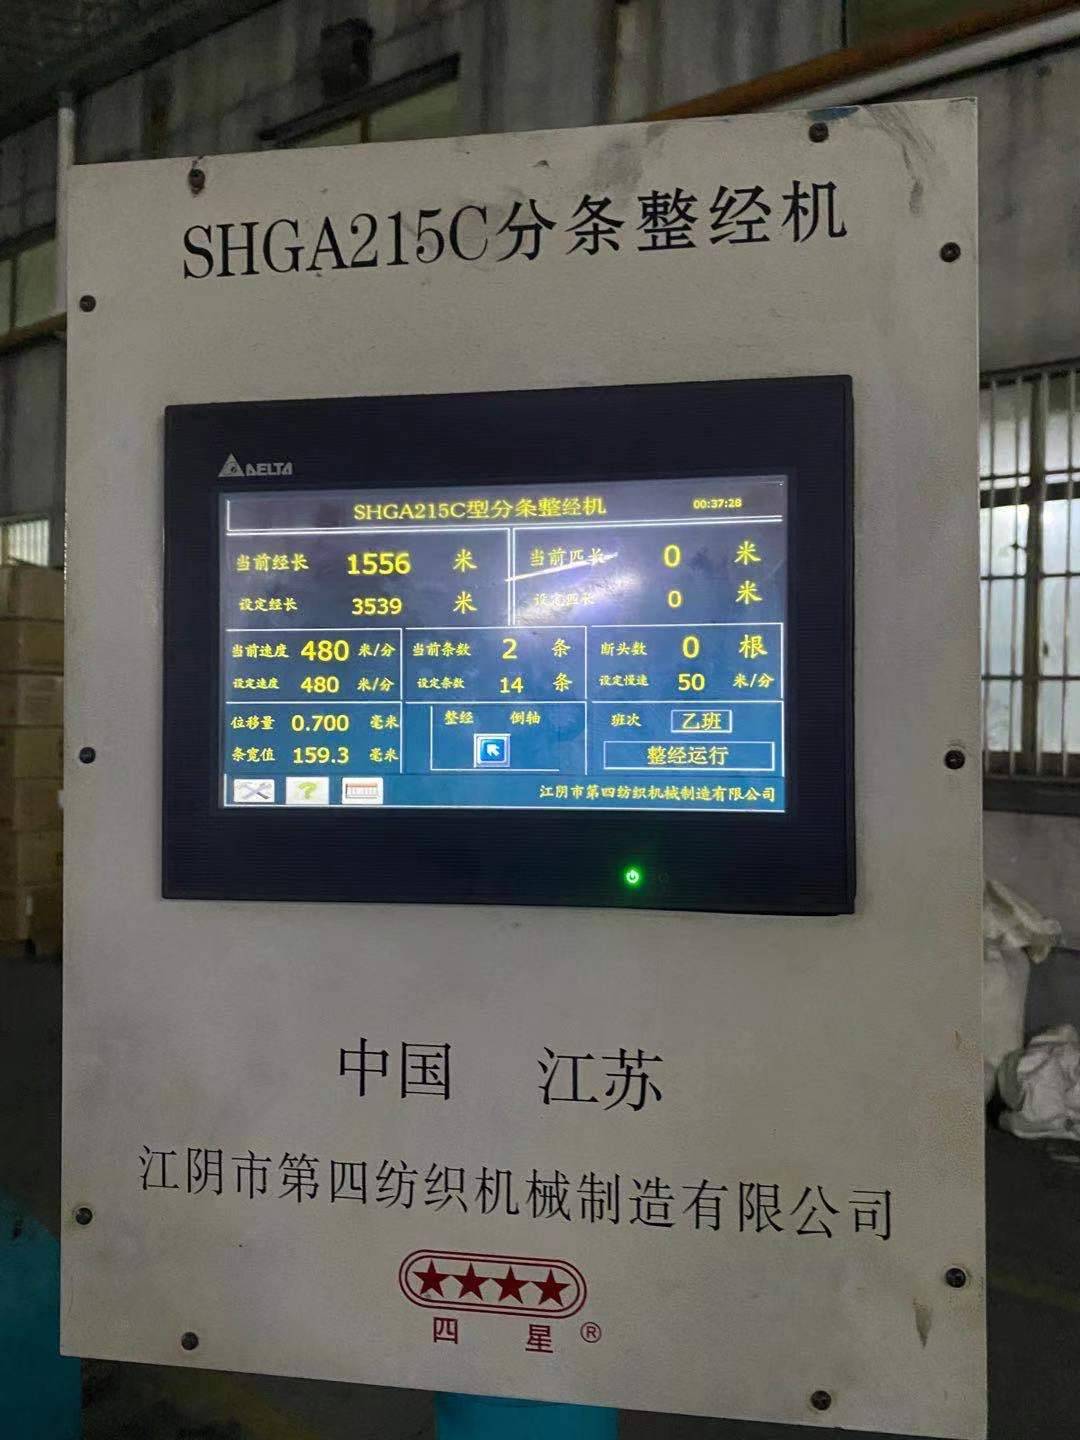 SHGA215C分条整经机
DELTA
SHGA215C型分条整经机 00:37:28
当前经长 1556 米 当前匹长 0 米
设定经长 3539 米 设定匹长 0 米
当前速度 480 米/分 当前条数 2 条 断头数 0 根
设定速度 480 米/分 设定条数 14 条 设定慢速 50 米/分
位移量 0.700 毫米 整经 倒轴 班次 乙班
条宽值 159.3 毫米 整经运行
?
江阴市第四纺织机械制造有限公司
中国 江苏
江阴市第四纺织机械制造有限公司
四 星 ®